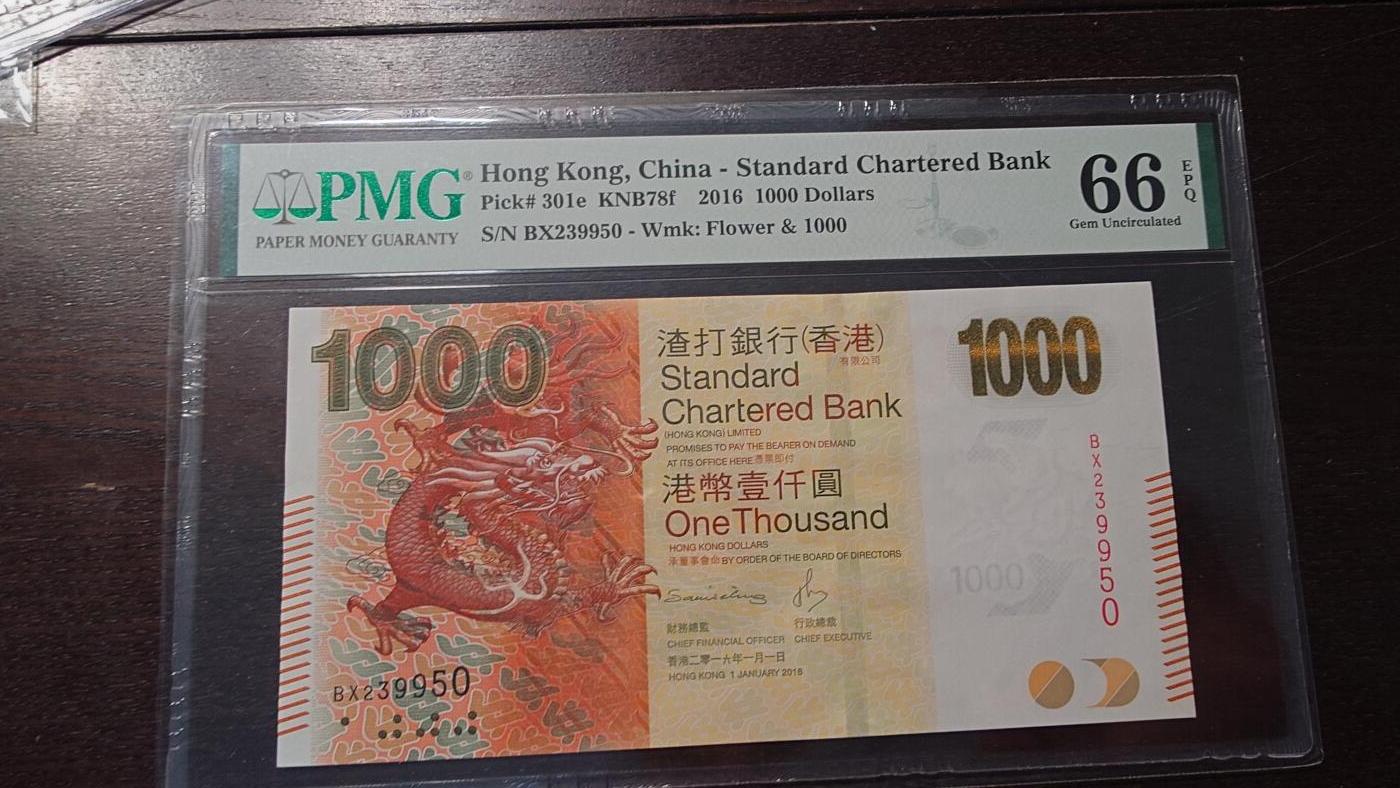 PMG®
PAPER MONEY GUARANTY
Hong Kong, China - Standard Chartered Bank
Pick# 301e KNB78f 2016 1000 Dollars
S/N BX239950 - Wmk: Flower & 1000
66
EPQ
Gem Uncirculated
1000
渣打銀行(香港)
有限公司
Standard
Chartered Bank
(HONG KONG) LIMITED
PROMISES TO PAY THE BEARER ON DEMAND
AT ITS OFFICE HERE 憑票即付
港幣壹仟圓
One Thousand
HONG KONG DOLLARS
承董事會命 BY ORDER OF THE BOARD OF DIRECTORS
財務總監 行政總裁
CHIEF FINANCIAL OFFICER CHIEF EXECUTIVE
香港二零一六年一月一日
HONG KONG 1 JANUARY 2016
BX239950
1000
BX239950
1000